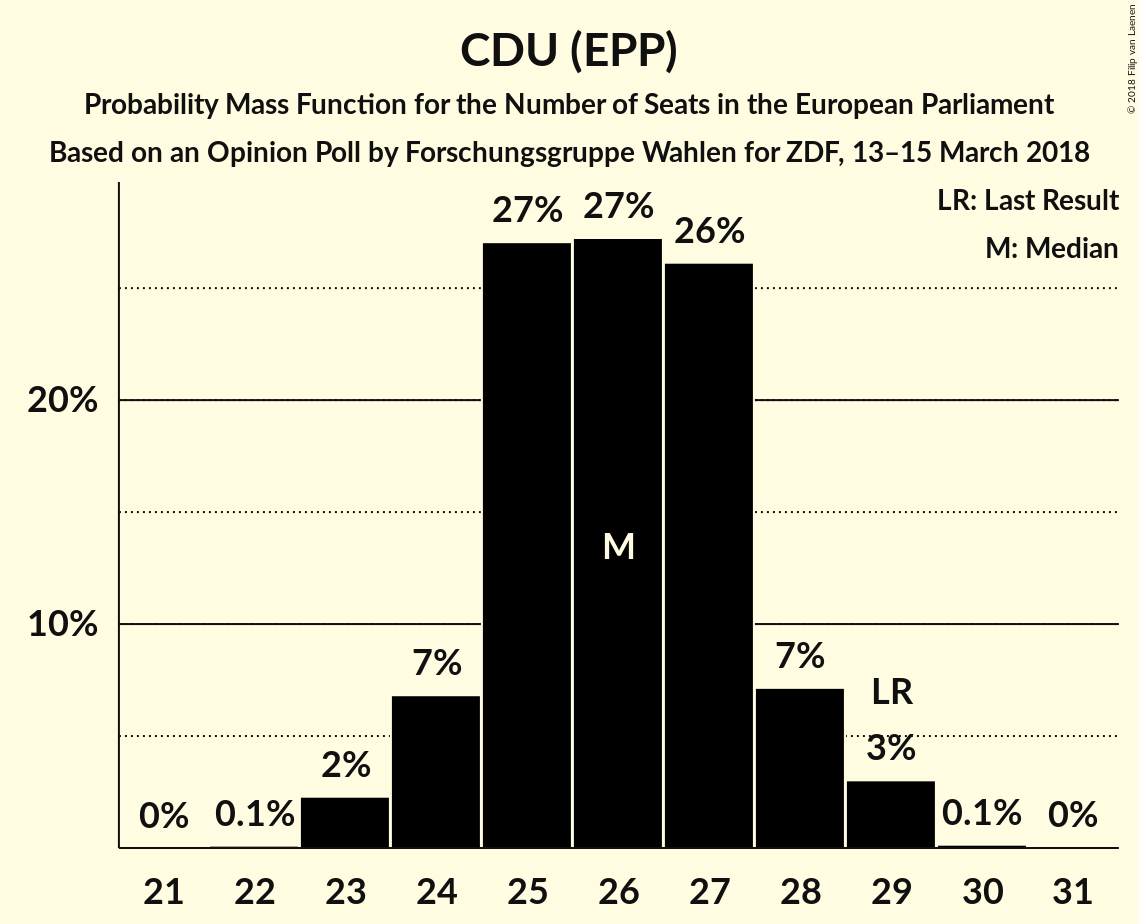 CDU (EPP)
Probability Mass Function for the Number of Seats in the European Parliament
Based on an Opinion Poll by Forschungsgruppe Wahlen for ZDF, 13–15 March 2018
© 2018 Filip van Laenen
LR: Last Result
M: Median
27%
27%
26%
20%
M
10%
7%
7%
LR
3%
2%
0%
0.1%
0.1%
0%
21 22 23 24 25 26 27 28 29 30 31